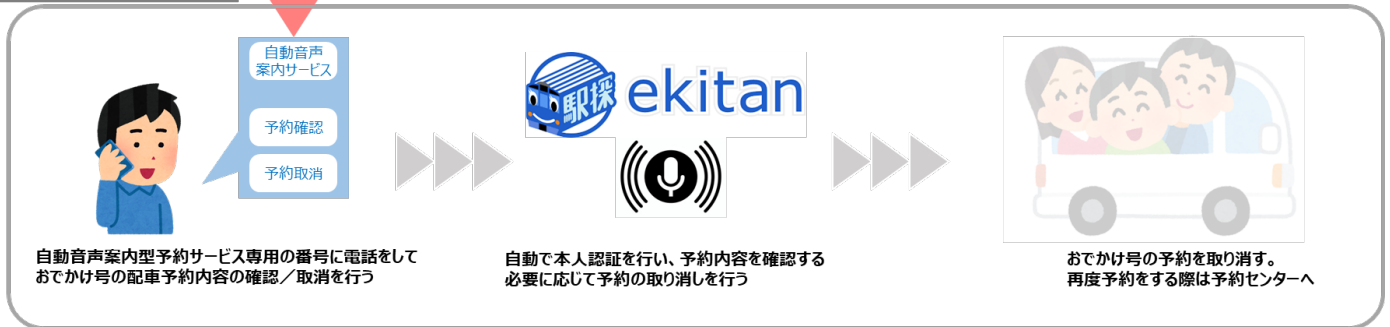 自動音声
案内サービス
予約確認
予約取消
駅探
ekitan
自動音声案内型予約サービス専用の番号に電話をして
おでかけ号の配車予約内容の確認／取消を行う
自動で本人認証を行い、予約内容を確認する
必要に応じて予約の取り消しを行う
おでかけ号の予約を取り消す。
再度予約をする際は予約センターへ